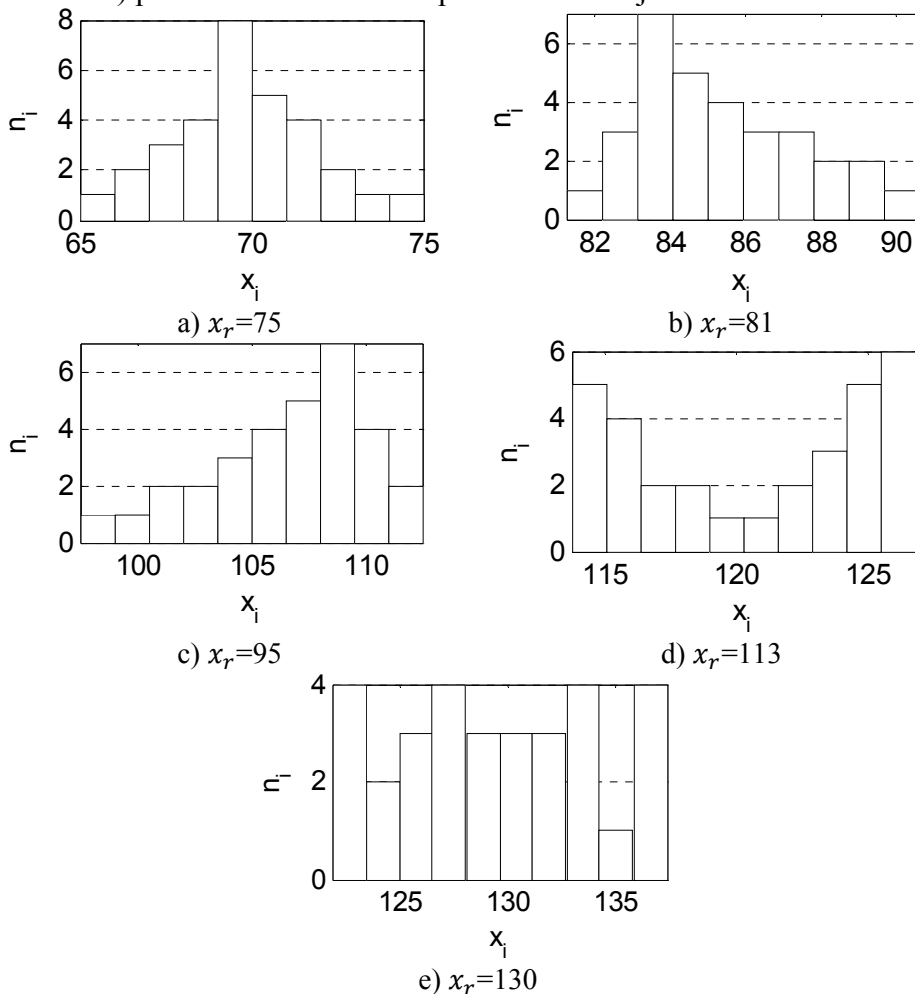 8
6
4
2
0
n_i
65 70 75
x_i
a) x_r=75
6
4
2
0
n_i
82 84 86 88 90
x_i
b) x_r=81
6
4
2
0
n_i
100 105 110
x_i
c) x_r=95
6
4
2
0
n_i
115 120 125
x_i
d) x_r=113
4
2
0
n_i
125 130 135
x_i
e) x_r=130